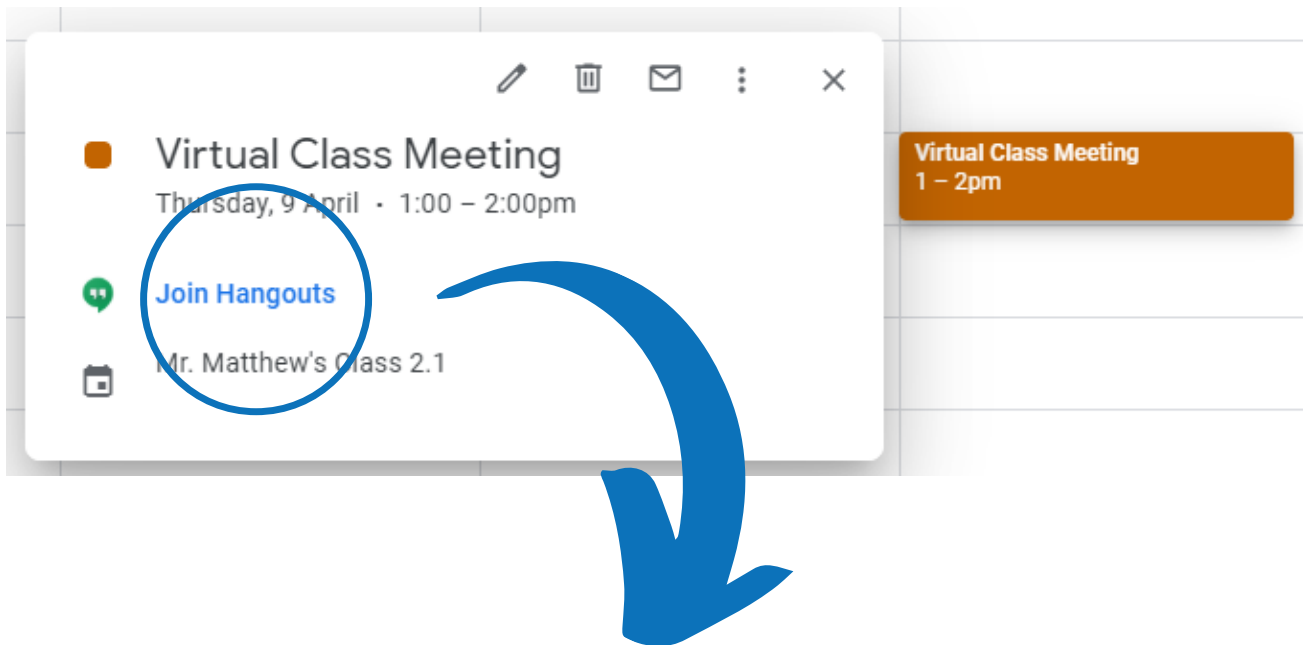 Virtual Class Meeting
Thursday, 9 April • 1:00 – 2:00pm
Join Hangouts
Mr. Matthew's Class 2.1
Virtual Class Meeting
1 – 2pm